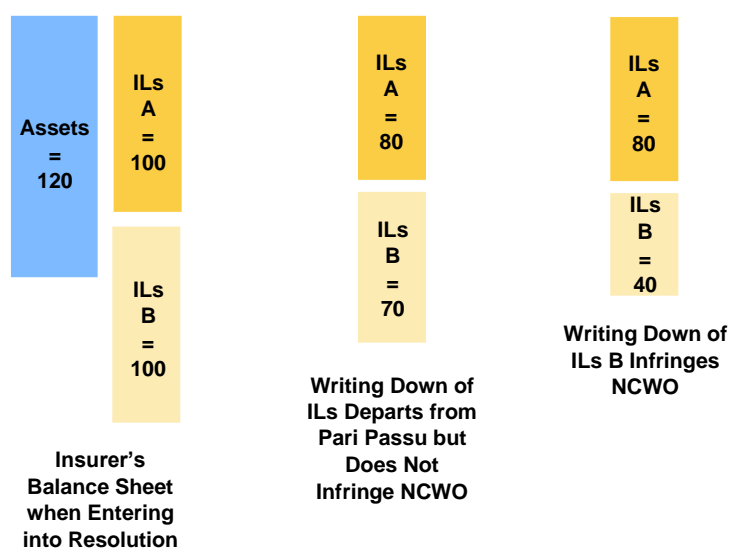 Assets
=
120
ILs
A
=
100
ILs
B
=
100
Insurer’s
Balance Sheet
when Entering
into Resolution
ILs
A
=
80
ILs
B
=
70
Writing Down of
ILs Departs from
Pari Passu but
Does Not
Infringe NCWO
ILs
A
=
80
ILs
B
=
40
Writing Down of
ILs B Infringes
NCWO